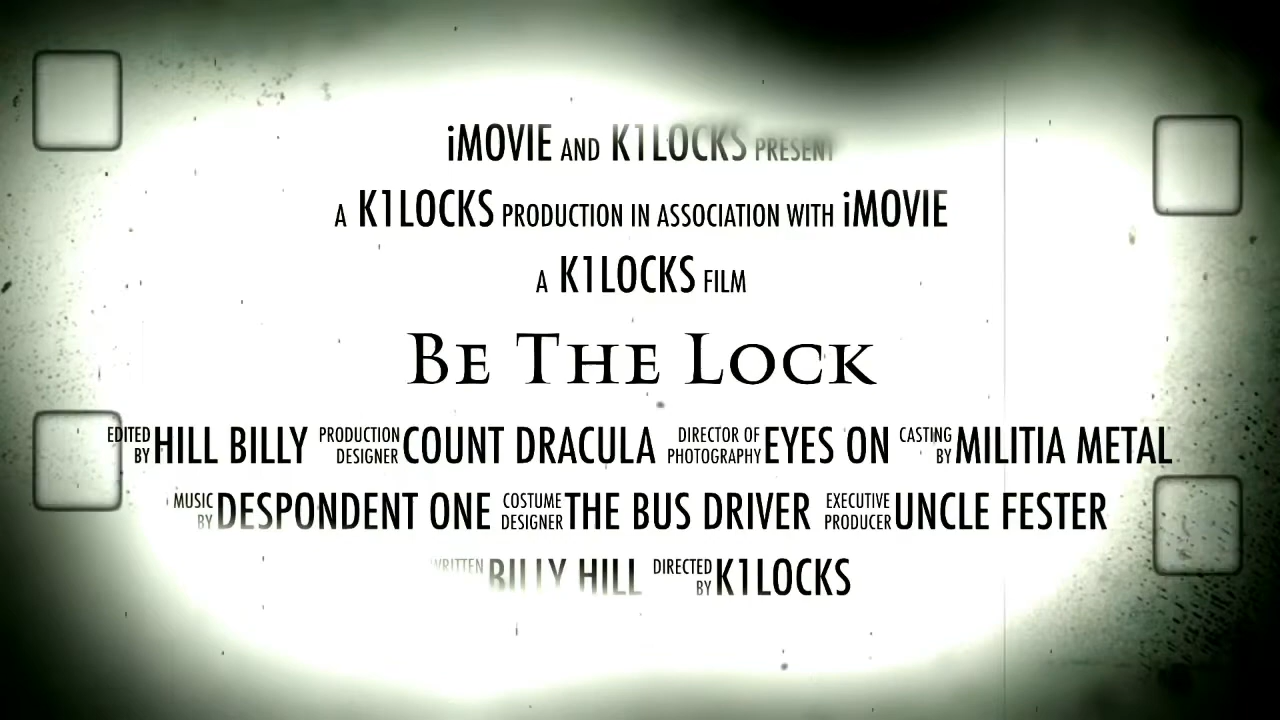 iMOVIE AND K1LOCKS PRESENT
A K1LOCKS PRODUCTION IN ASSOCIATION WITH iMOVIE
A K1LOCKS FILM
BE THE LOCK
EDITED BY HILL BILLY PRODUCTION DESIGNER COUNT DRACULA DIRECTOR OF PHOTOGRAPHY EYES ON CASTING BY MILITIA METAL
MUSIC BY DESPONDENT ONE COSTUME DESIGNER THE BUS DRIVER EXECUTIVE PRODUCER UNCLE FESTER
WRITTEN BILLY HILL DIRECTED BY K1LOCKS